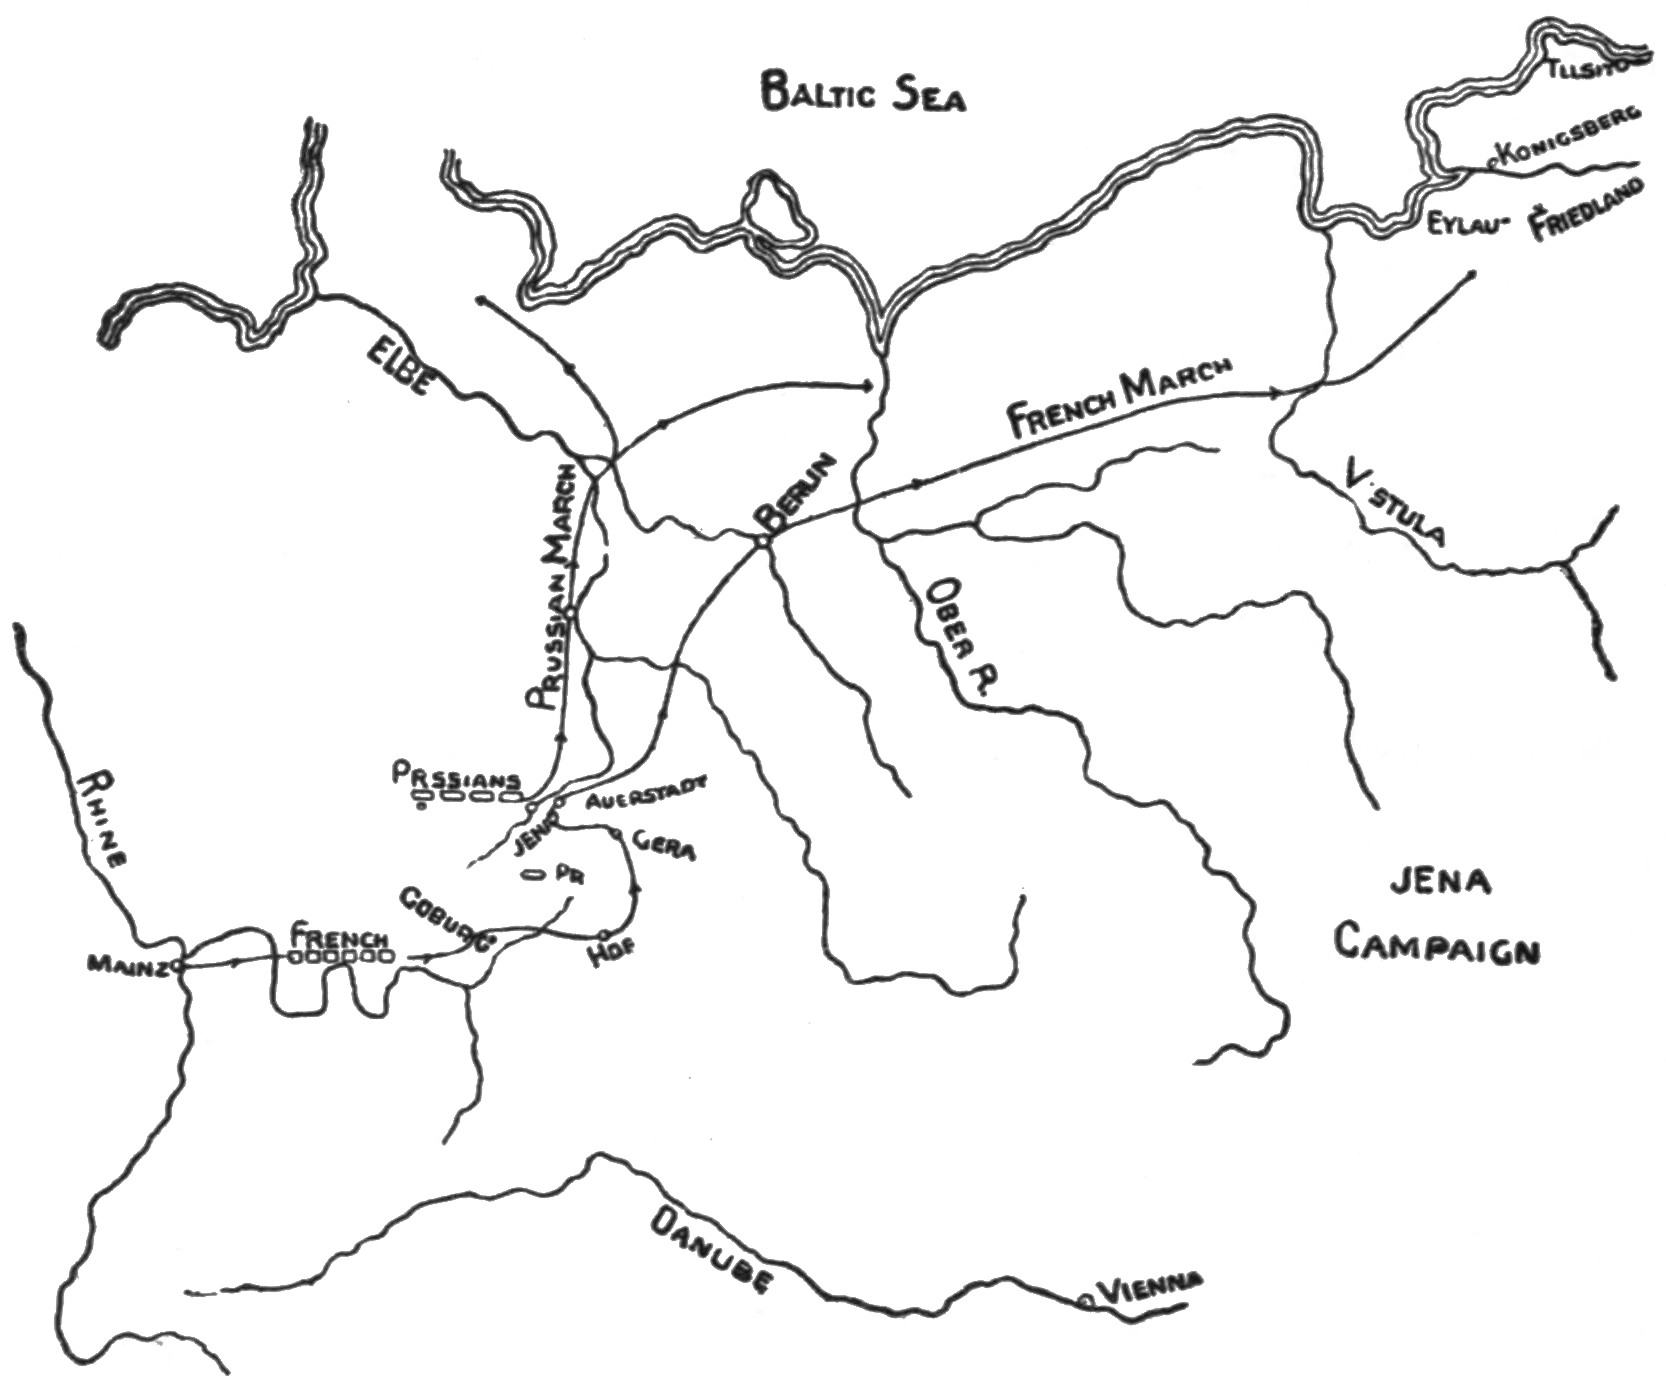 BALTIC SEA
TILSIT
KONIGSBERG
EYLAU
FRIEDLAND
ELBE
FRENCH MARCH
BERLIN
VISTULA
PRUSSIAN MARCH
OBER R.
RHINE
PRSSIANS
AUERSTADT
JENA
GERA
PR
COBURG
FRENCH
HOF
MAINZ
JENA
CAMPAIGN
DANUBE
VIENNA